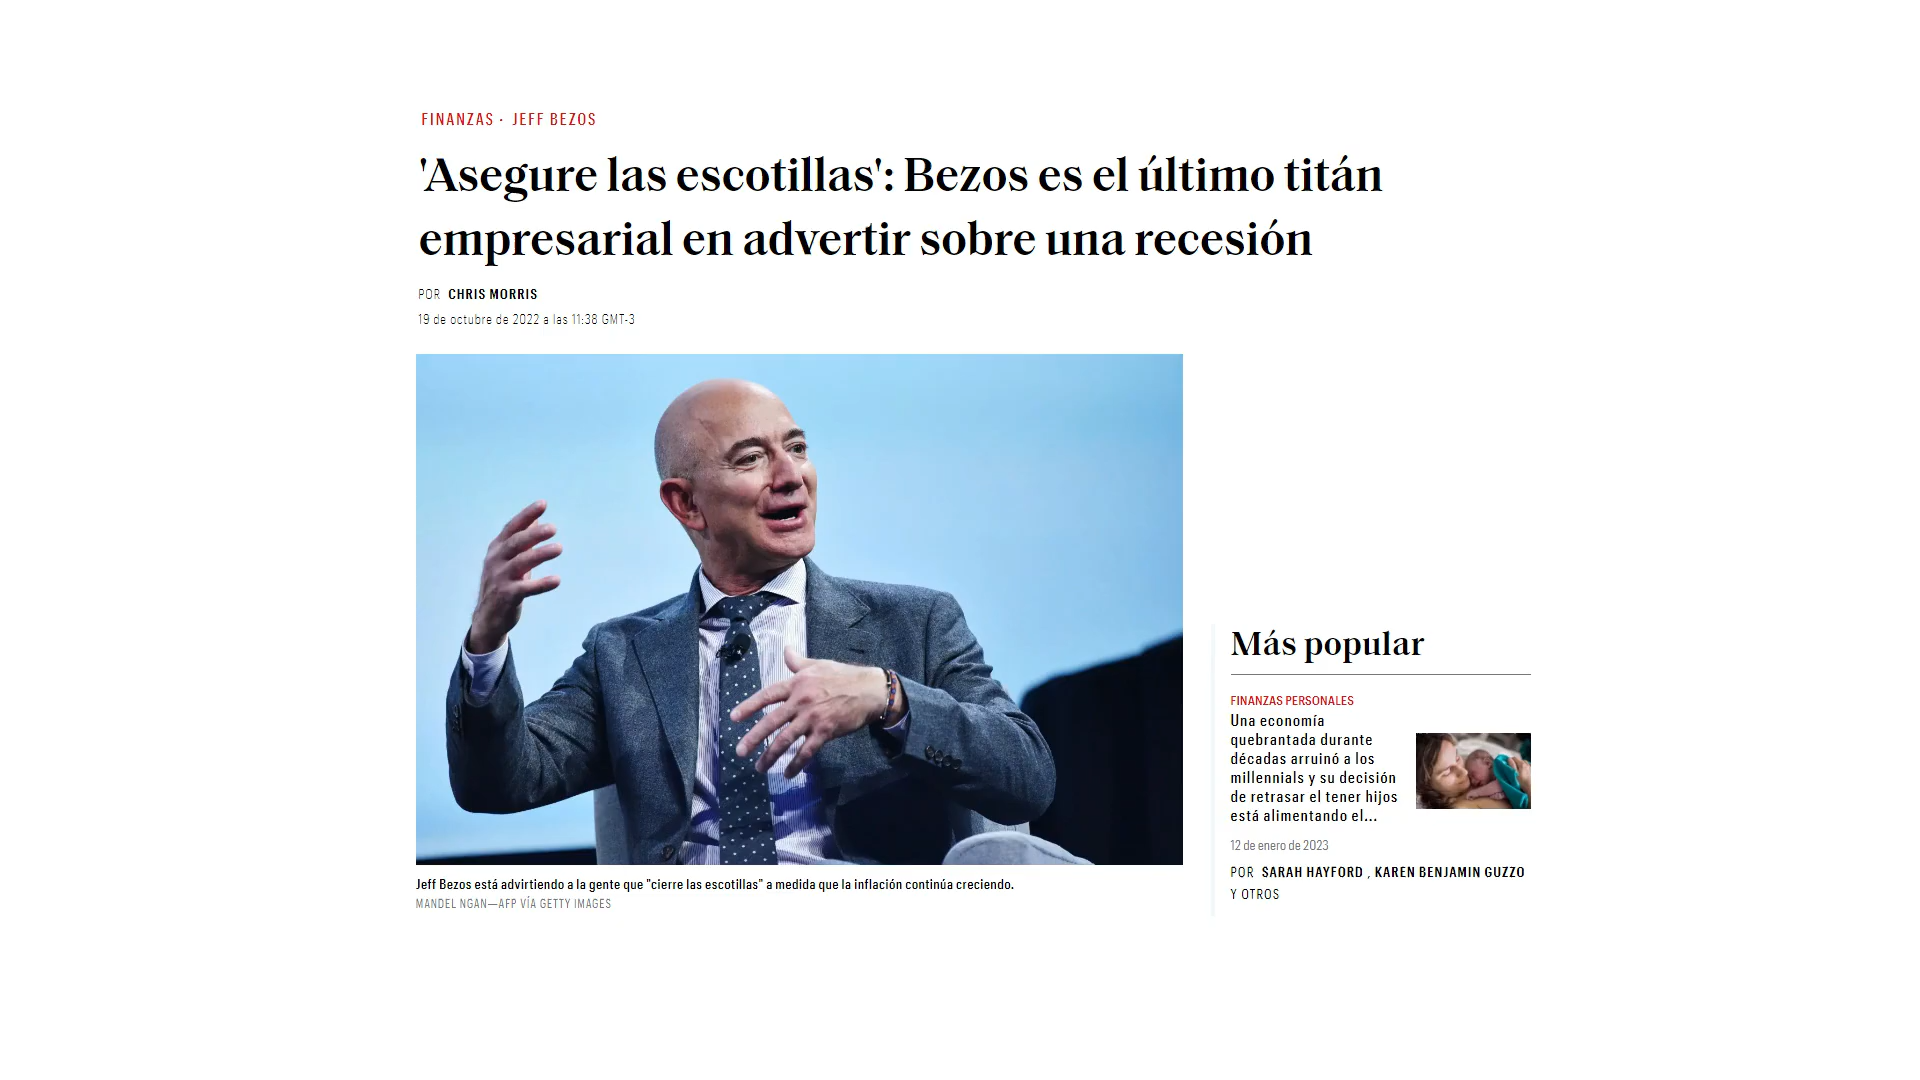 FINANZAS · JEFF BEZOS
'Asegure las escotillas': Bezos es el último titán
empresarial en advertir sobre una recesión
POR CHRIS MORRIS
19 de octubre de 2022 a las 11:38 GMT-3
Jeff Bezos está advirtiendo a la gente que "cierre las escotillas" a medida que la inflación continúa creciendo.
MANDEL NGAN—AFP VÍA GETTY IMAGES
Más popular
FINANZAS PERSONALES
Una economía
quebrantada durante
décadas arruinó a los
millennials y su decisión
de retrasar el tener hijos
está alimentando el...
12 de enero de 2023
POR SARAH HAYFORD , KAREN BENJAMIN GUZZO
Y OTROS